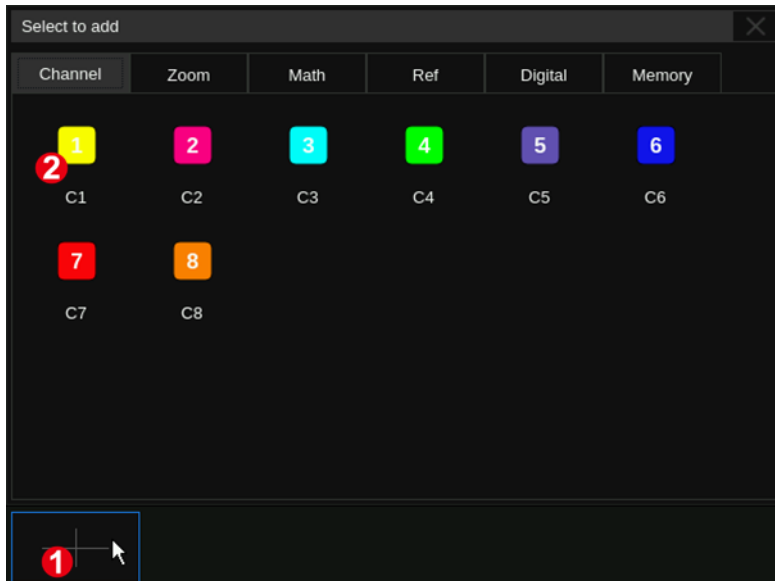 Select to add
Channel Zoom Math Ref Digital Memory
1 2 3 4 5 6
2
C1 C2 C3 C4 C5 C6
7 8
C7 C8
1